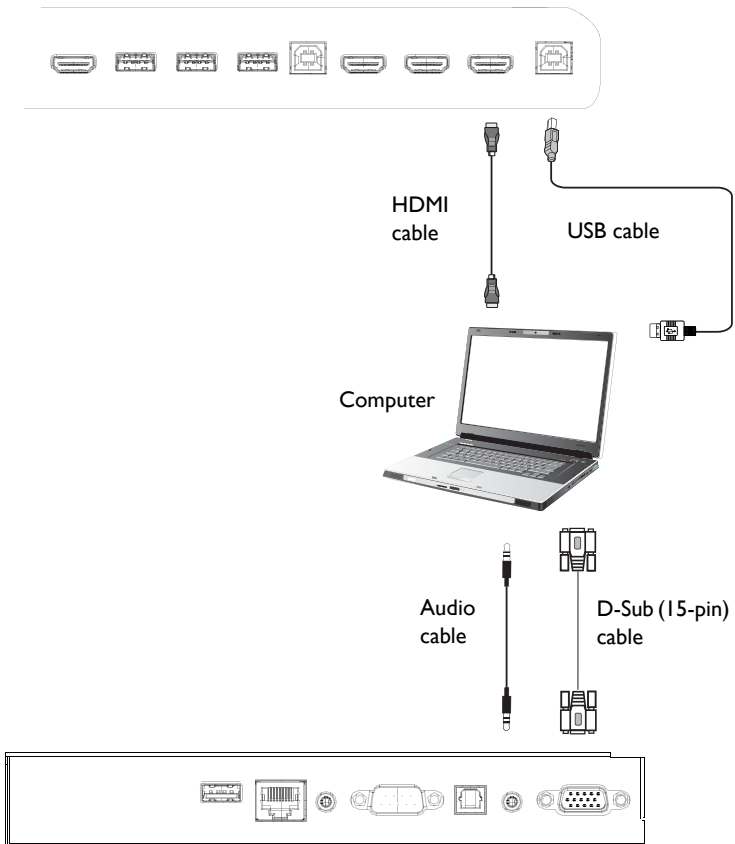 HDMI
cable
USB cable
Computer
Audio
cable
D-Sub (15-pin)
cable